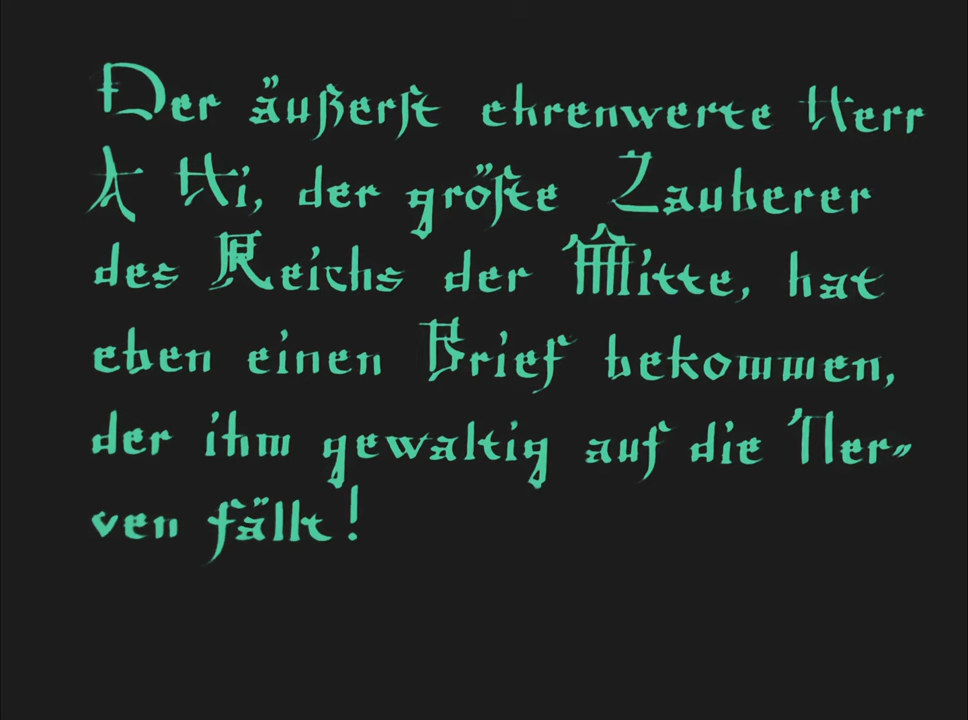 Der äußerst ehrenwerte Herr
A Hi, der größte Zauberer
des Reichs der Mitte, hat
eben einen Brief bekommen,
der ihm gewaltig auf die Ner-
ven fällt!